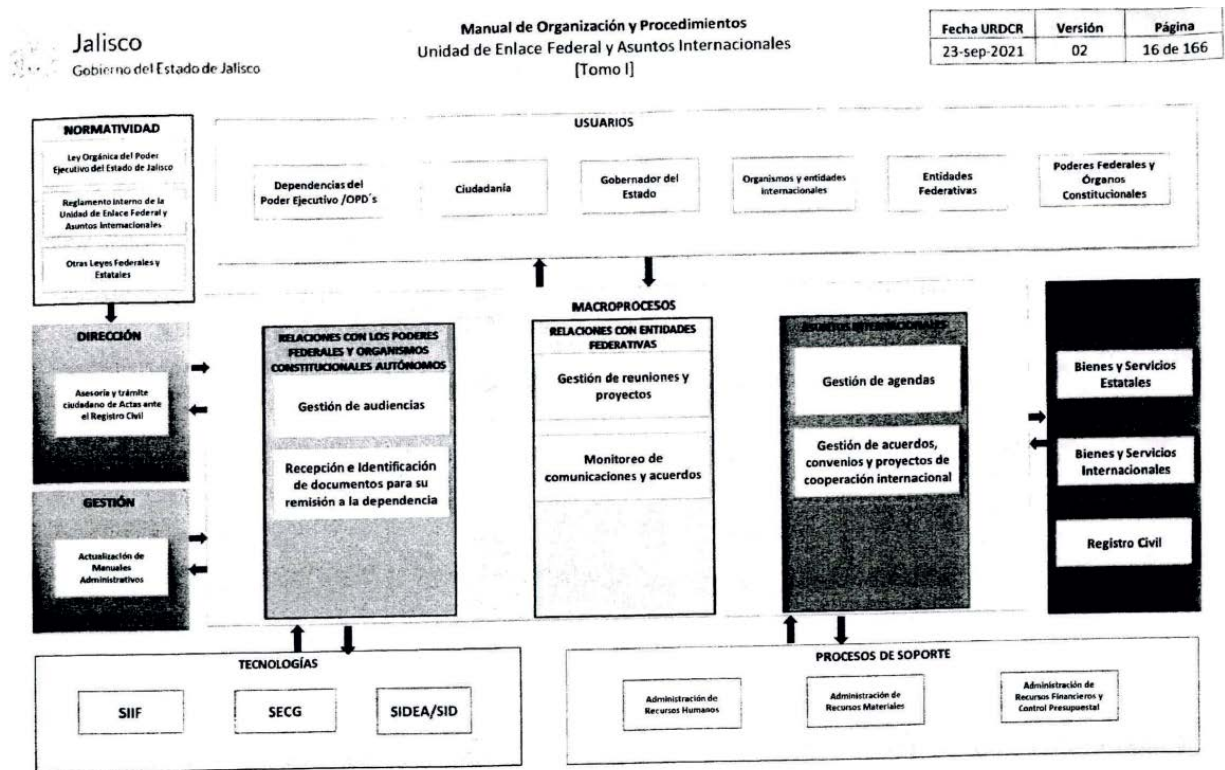 Jalisco
Gobierno del Estado de Jalisco
Manual de Organización y Procedimientos
Unidad de Enlace Federal y Asuntos Internacionales
[Tomo I]
Fecha URDCR Versión Página
23-sep-2021 02 16 de 166
NORMATIVIDAD
Ley Orgánica del Poder
Ejecutivo del Estado de Jalisco
Reglamento Interno de la
Unidad de Enlace Federal y
Asuntos Internacionales
Otras Leyes Federales y
Estatales
USUARIOS
Dependencias del
Poder Ejecutivo /OPD´s
Ciudadanía
Gobernador del
Estado
Organismos y entidades
internacionales
Entidades
Federativas
Poderes Federales y
Órganos
Constitucionales
MACROPROCESOS
DIRECCIÓN
Asesoría y trámite
ciudadano de Actas ante
el Registro Civil
GESTIÓN
Actualización de
Manuales
Administrativos
RELACIONES CON LOS PODERES
FEDERALES Y ORGANISMOS
CONSTITUCIONALES AUTÓNOMOS
Gestión de audiencias
Recepción e Identificación
de documentos para su
remisión a la dependencia
RELACIONES CON ENTIDADES
FEDERATIVAS
Gestión de reuniones y
proyectos
Monitoreo de
comunicaciones y acuerdos
ASUNTOS INTERNACIONALES
Gestión de agendas
Gestión de acuerdos,
convenios y proyectos de
cooperación internacional
Bienes y Servicios
Estatales
Bienes y Servicios
Internacionales
Registro Civil
TECNOLOGÍAS
SIIF
SECG
SIDEA/SID
PROCESOS DE SOPORTE
Administración de
Recursos Humanos
Administración de
Recursos Materiales
Administración de
Recursos Financieros y
Control Presupuestal